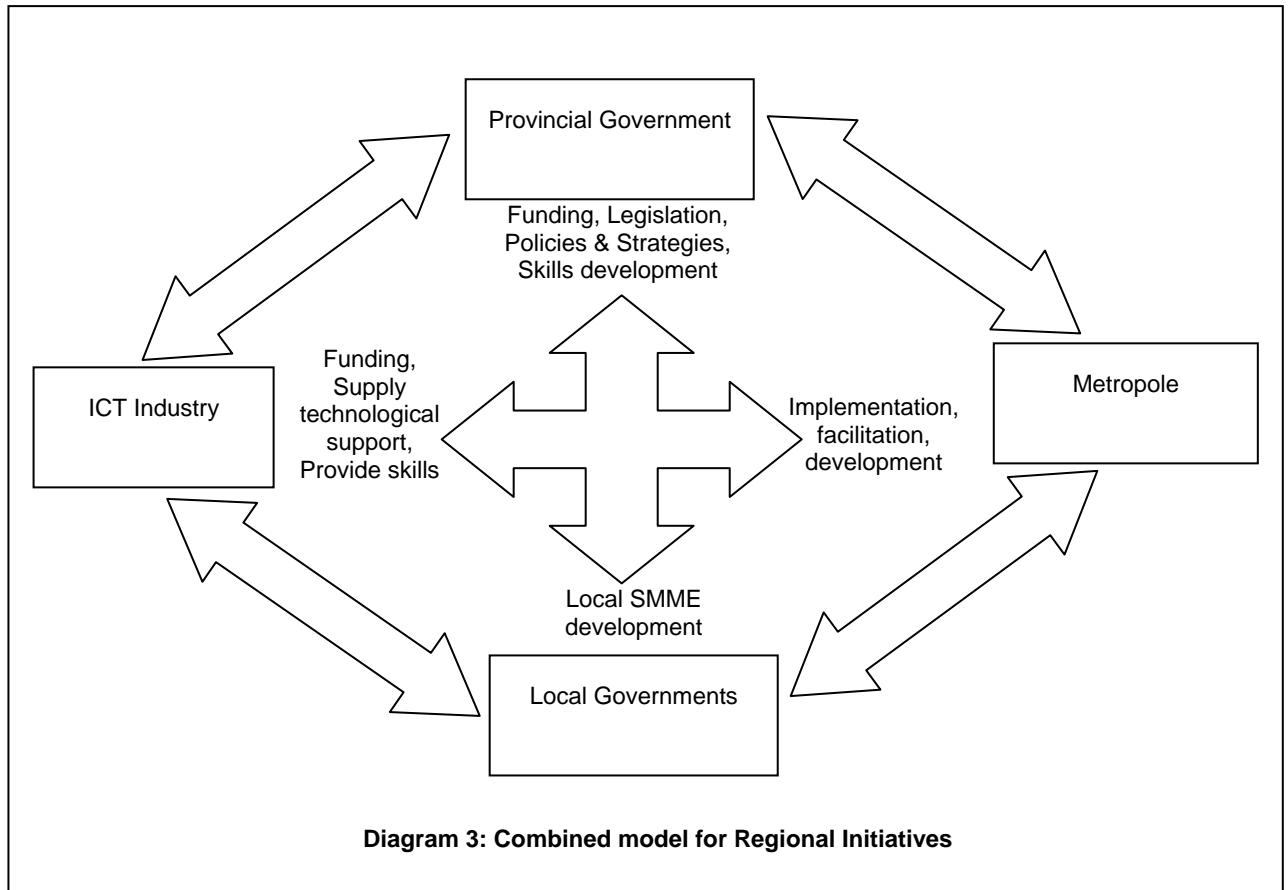 Provincial Government
Funding, Legislation,
Policies & Strategies,
Skills development
ICT Industry
Funding,
Supply
technological
support,
Provide skills
Implementation,
facilitation,
development
Metropole
Local SMME
development
Local Governments
Diagram 3: Combined model for Regional Initiatives